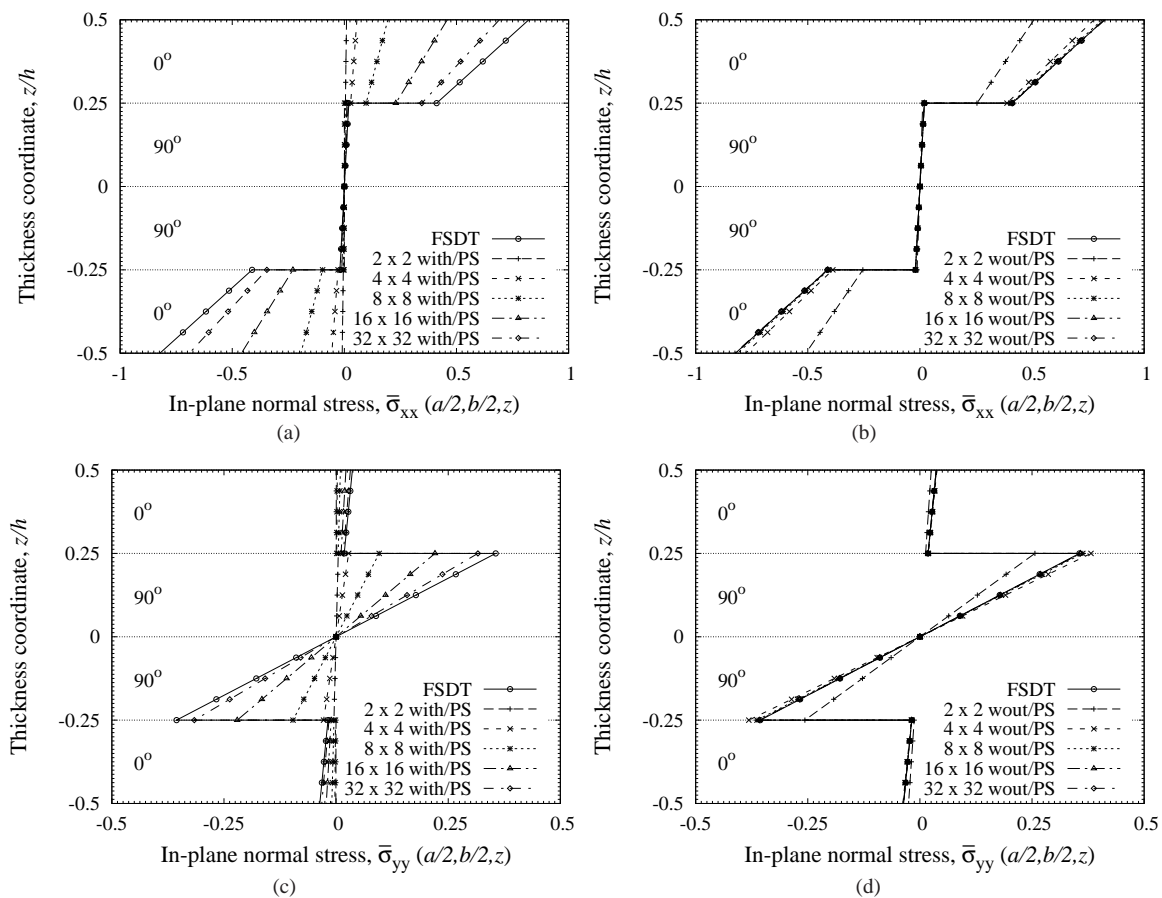 0.5
0.25
0
-0.25
-0.5
Thickness coordinate, z/h
0°
90°
90°
0°
FSDT
2 x 2 with/PS
4 x 4 with/PS
8 x 8 with/PS
16 x 16 with/PS
32 x 32 with/PS
-1 -0.5 0 0.5 1
In-plane normal stress, σ̅xx (a/2,b/2,z)
(a)
0.5
0.25
0
-0.25
-0.5
Thickness coordinate, z/h
0°
90°
90°
0°
FSDT
2 x 2 wout/PS
4 x 4 wout/PS
8 x 8 wout/PS
16 x 16 wout/PS
32 x 32 wout/PS
-1 -0.5 0 0.5 1
In-plane normal stress, σ̅xx (a/2,b/2,z)
(b)
0.5
0.25
0
-0.25
-0.5
Thickness coordinate, z/h
0°
90°
90°
0°
FSDT
2 x 2 with/PS
4 x 4 with/PS
8 x 8 with/PS
16 x 16 with/PS
32 x 32 with/PS
-0.5 -0.25 0 0.25 0.5
In-plane normal stress, σ̅yy (a/2,b/2,z)
(c)
0.5
0.25
0
-0.25
-0.5
Thickness coordinate, z/h
0°
90°
90°
0°
FSDT
2 x 2 wout/PS
4 x 4 wout/PS
8 x 8 wout/PS
16 x 16 wout/PS
32 x 32 wout/PS
-0.5 -0.25 0 0.25 0.5
In-plane normal stress, σ̅yy (a/2,b/2,z)
(d)